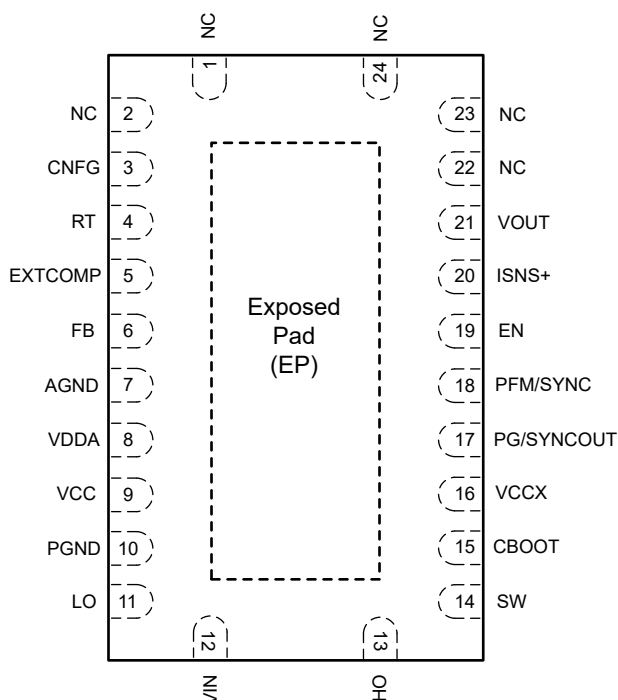 NC
NC
1
24
NC 2
23 NC
CNFG 3
22 NC
RT 4
21 VOUT
EXTCOMP 5
20 ISNS+
FB 6
19 EN
AGND 7
18 PFM/SYNC
VDDA 8
17 PG/SYNCOUT
VCC 9
16 VCCX
PGND 10
15 CBOOT
LO 11
14 SW
Exposed
Pad
(EP)
12
13
VIN
HO